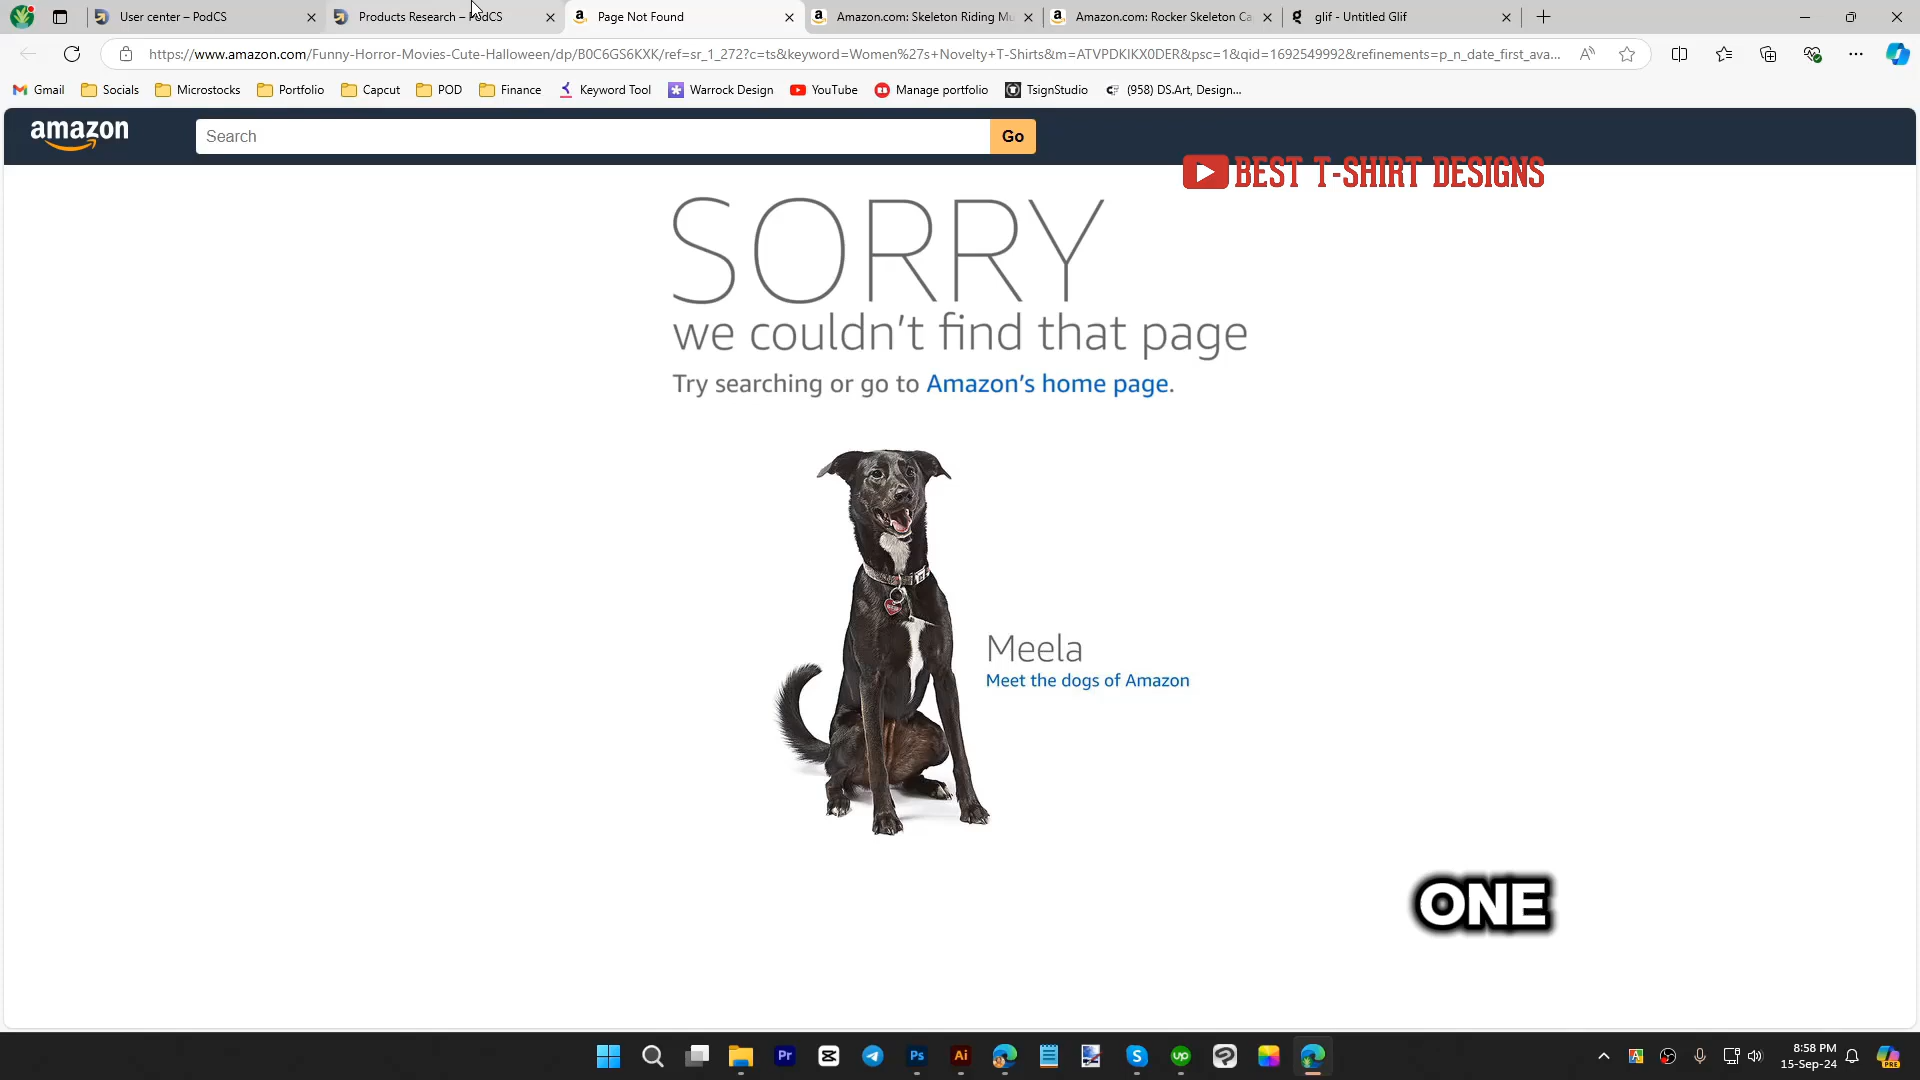 User center – PodCS
Products Research – PodCS
Page Not Found
Amazon.com: Skeleton Riding Mu
Amazon.com: Rocker Skeleton Ca
glif - Untitled Glif
https://www.amazon.com/Funny-Horror-Movies-Cute-Halloween/dp/B0C6GS6KXK/ref=sr_1_272?c=ts&keyword=Women%27s+Novelty+T-Shirts&m=ATVPDKIKX0DER&psc=1&qid=1692549992&refinements=p_n_date_first_ava...
Gmail
Socials
Microstocks
Portfolio
Capcut
POD
Finance
Keyword Tool
Warrock Design
YouTube
Manage portfolio
TsignStudio
(958) DS.Art, Design...
amazon
Search
Go
BEST T-SHIRT DESIGNS
SORRY
we couldn't find that page
Try searching or go to Amazon's home page.
Meela
Meet the dogs of Amazon
ONE
8:58 PM
15-Sep-24